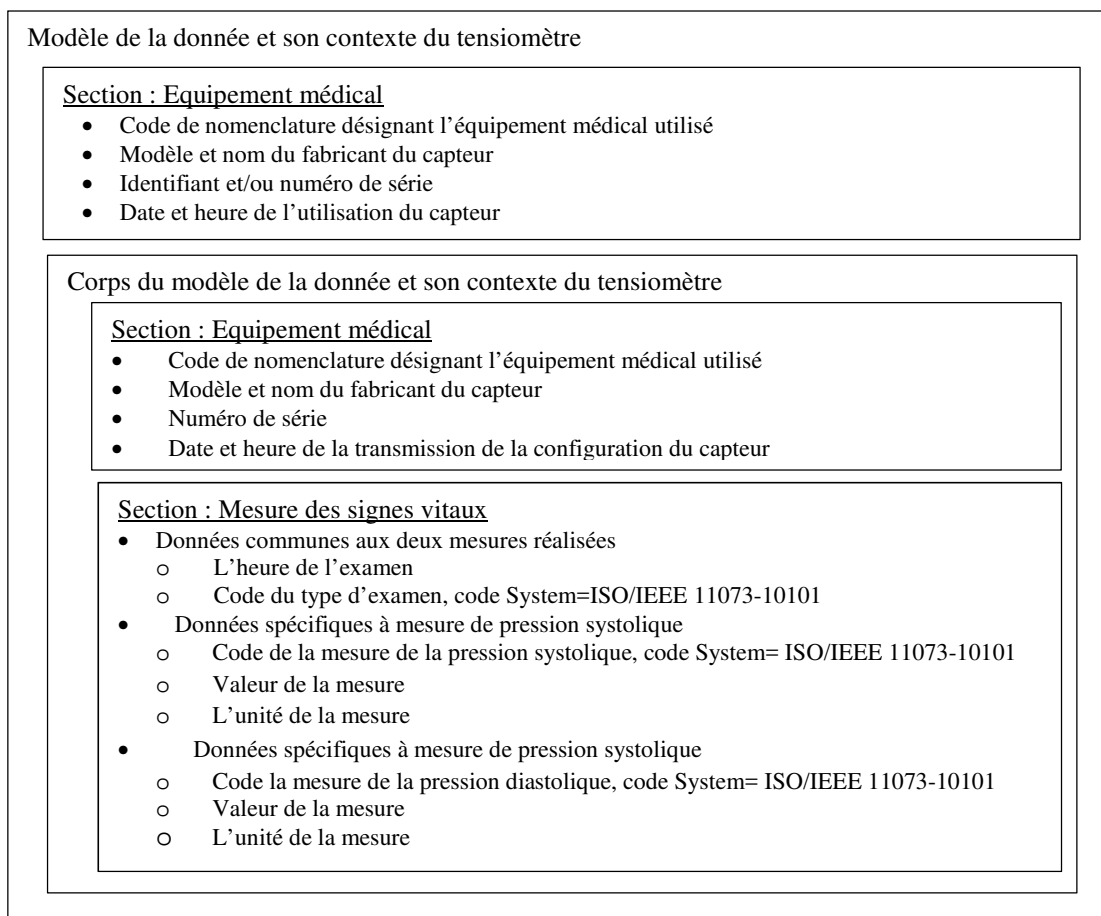 Modèle de la donnée et son contexte du tensiomètre
Section : Equipement médical
• Code de nomenclature désignant l'équipement médical utilisé
• Modèle et nom du fabricant du capteur
• Identifiant et/ou numéro de série
• Date et heure de l'utilisation du capteur
Corps du modèle de la donnée et son contexte du tensiomètre
Section : Equipement médical
• Code de nomenclature désignant l'équipement médical utilisé
• Modèle et nom du fabricant du capteur
• Numéro de série
• Date et heure de la transmission de la configuration du capteur
Section : Mesure des signes vitaux
• Données communes aux deux mesures réalisées
o L'heure de l'examen
o Code du type d'examen, code System=ISO/IEEE 11073-10101
• Données spécifiques à mesure de pression systolique
o Code de la mesure de la pression systolique, code System= ISO/IEEE 11073-10101
o Valeur de la mesure
o L'unité de la mesure
• Données spécifiques à mesure de pression systolique
o Code la mesure de la pression diastolique, code System= ISO/IEEE 11073-10101
o Valeur de la mesure
o L'unité de la mesure